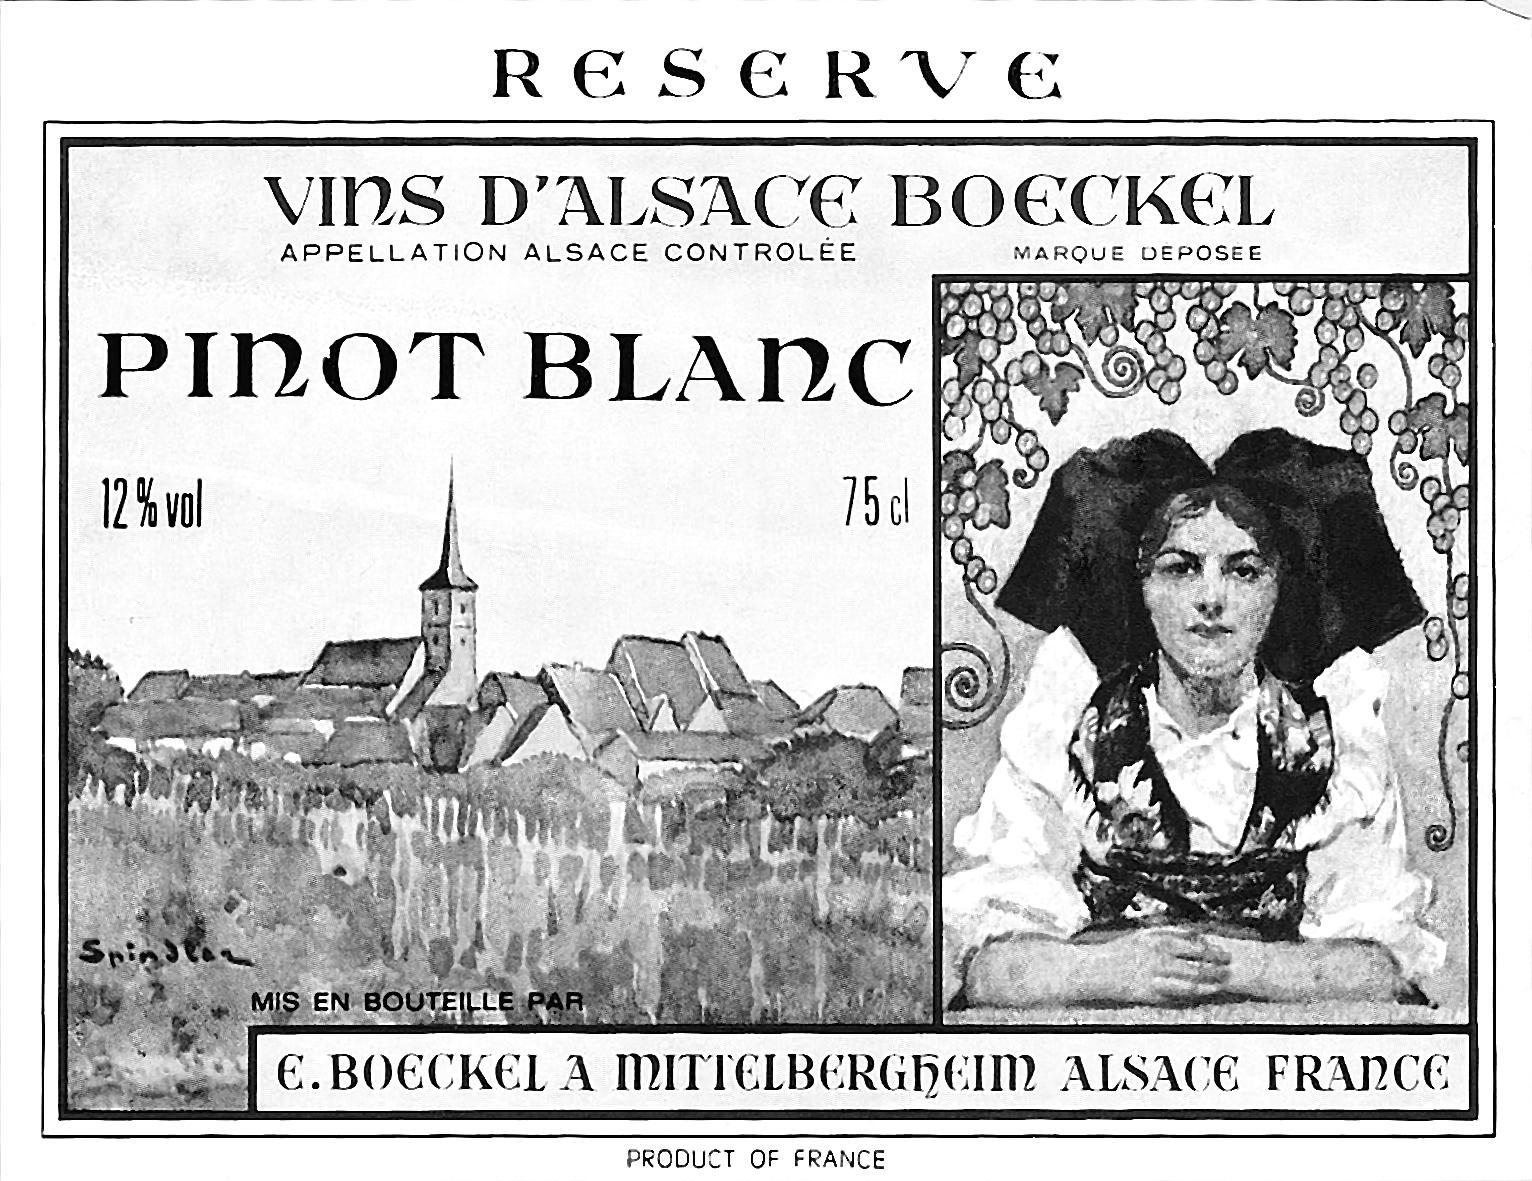 RESERVE
VINS D'ALSACE BOECKEL
APPELLATION ALSACE CONTROLÉE
MARQUE DEPOSEE
PINOT BLANC
12% vol
75 cl
Spindler
MIS EN BOUTEILLE PAR
E. BOECKEL A MITTELBERGHEIM ALSACE FRANCE
PRODUCT OF FRANCE